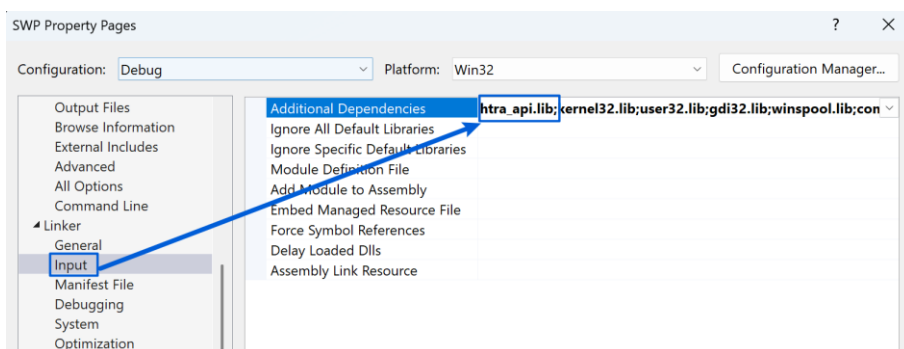 SWP Property Pages ? ×
Configuration: Debug Platform: Win32 Configuration Manager...
Output Files
Browse Information
External Includes
Advanced
All Options
Command Line
Linker
General
Input
Manifest File
Debugging
System
Optimization
Additional Dependencies htra_api.lib;kernel32.lib;user32.lib;gdi32.lib;winspool.lib;con
Ignore All Default Libraries
Ignore Specific Default Libraries
Module Definition File
Add Module to Assembly
Embed Managed Resource File
Force Symbol References
Delay Loaded Dlls
Assembly Link Resource